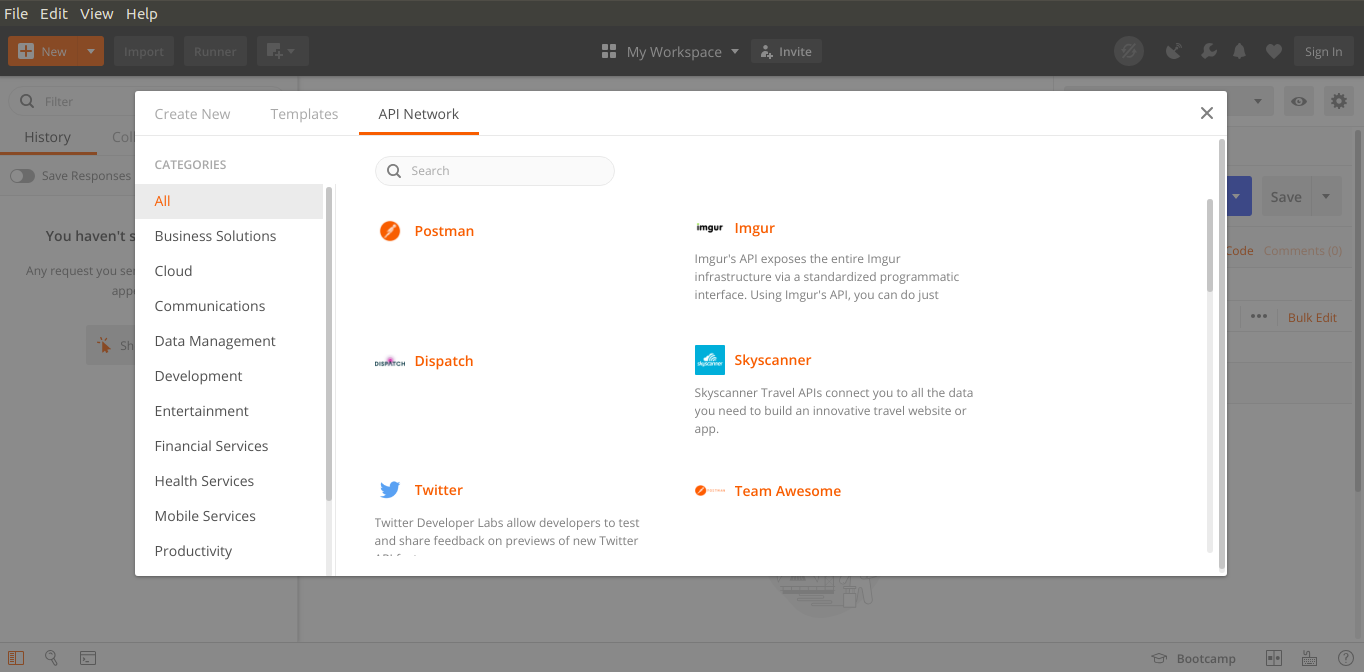 File Edit View Help
New Import Runner My Workspace Invite Sign In
Filter
History
Save Responses
You haven't s
Any request you sen
appe
Sh
Create New Templates API Network
CATEGORIES
All
Business Solutions
Cloud
Communications
Data Management
Development
Entertainment
Financial Services
Health Services
Mobile Services
Productivity
Search
Postman
imgur Imgur
Imgur's API exposes the entire Imgur
infrastructure via a standardized programmatic
interface. Using Imgur's API, you can do just
DISPATCH Dispatch
skyscanner Skyscanner
Skyscanner Travel APIs connect you to all the data
you need to build an innovative travel website or
app.
Twitter
Twitter Developer Labs allow developers to test
and share feedback on previews of new Twitter
Team Awesome
Save
Code Comments (0)
Bulk Edit
Bootcamp